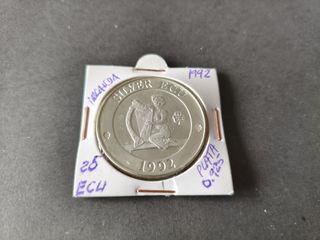 IRLANDA
1992
SILVER ECU
1992
25
ECU
PLATA
0.925